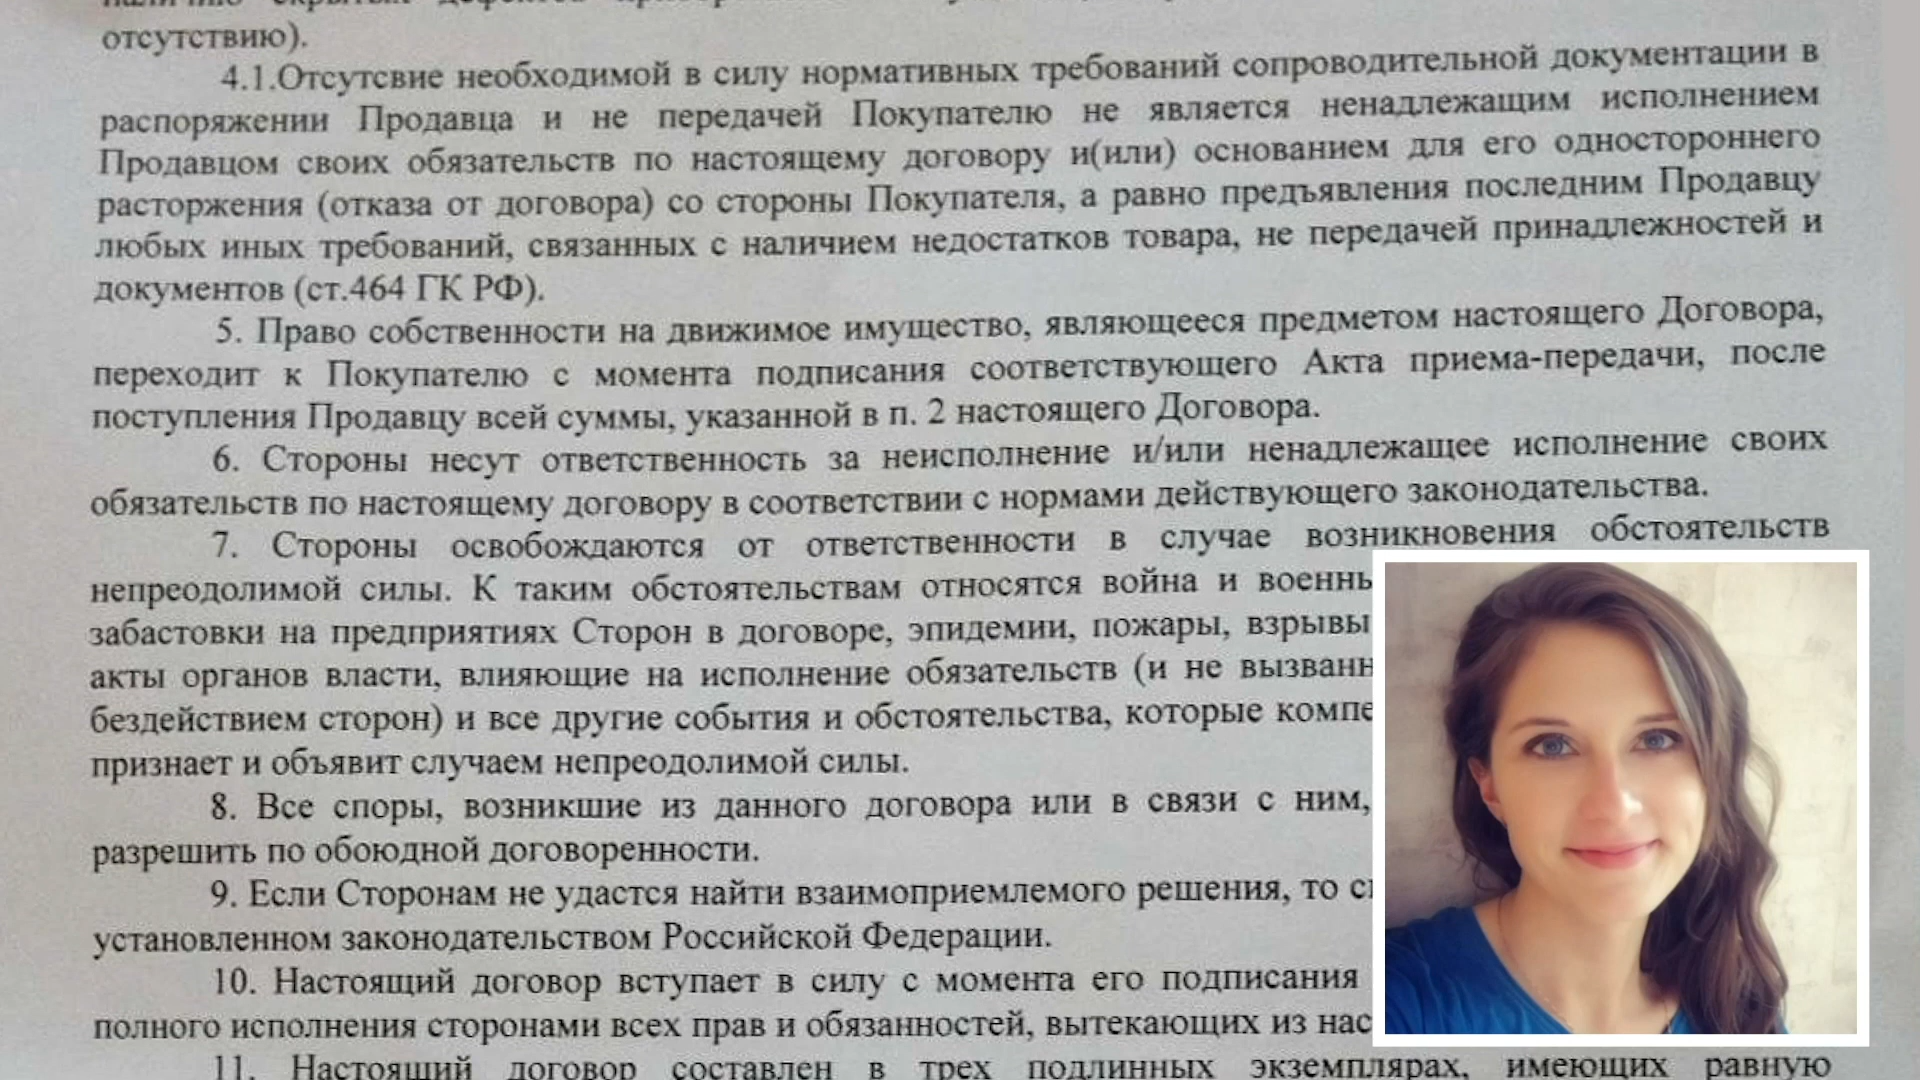 отсутствию).
4.1.Отсутсвие необходимой в силу нормативных требований сопроводительной документации в
распоряжении Продавца и не передачей Покупателю не является ненадлежащим исполнением
Продавцом своих обязательств по настоящему договору и(или) основанием для его одностороннего
расторжения (отказа от договора) со стороны Покупателя, а равно предъявления последним Продавцу
любых иных требований, связанных с наличием недостатков товара, не передачей принадлежностей и
документов (ст.464 ГК РФ).
5. Право собственности на движимое имущество, являющееся предметом настоящего Договора,
переходит к Покупателю с момента подписания соответствующего Акта приема-передачи, после
поступления Продавцу всей суммы, указанной в п. 2 настоящего Договора.
6. Стороны несут ответственность за неисполнение и/или ненадлежащее исполнение своих
обязательств по настоящему договору в соответствии с нормами действующего законодательства.
7. Стороны освобождаются от ответственности в случае возникновения обстоятельств
непреодолимой силы. К таким обстоятельствам относятся война и военн
забастовки на предприятиях Сторон в договоре, эпидемии, пожары, взрывы
акты органов власти, влияющие на исполнение обязательств (и не вызванн
бездействием сторон) и все другие события и обстоятельства, которые компе
признает и объявит случаем непреодолимой силы.
8. Все споры, возникшие из данного договора или в связи с ним,
разрешить по обоюдной договоренности.
9. Если Сторонам не удастся найти взаимоприемлемого решения, то
установленном законодательством Российской Федерации.
10. Настоящий договор вступает в силу с момента его подписания
полного исполнения сторонами всех прав и обязанностей, вытекающих из нас
11. Настоящий договор составлен в трех подлинных экземплярах, имеющих равную